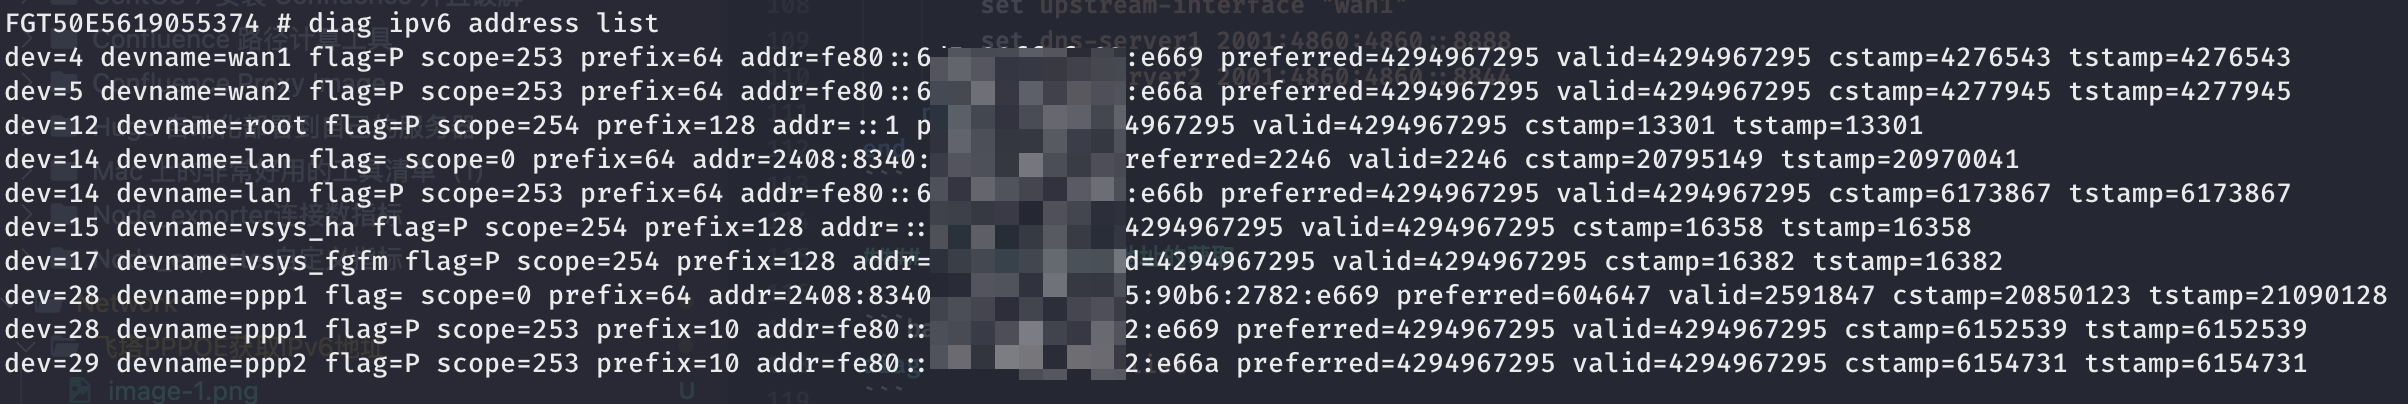 FGT50E5619055374 # diag ipv6 address list
dev=4 devname=wan1 flag=P scope=253 prefix=64 addr=fe80::6 :e669 preferred=4294967295 valid=4294967295 cstamp=4276543 tstamp=4276543
dev=5 devname=wan2 flag=P scope=253 prefix=64 addr=fe80::6 :e66a preferred=4294967295 valid=4294967295 cstamp=4277945 tstamp=4277945
dev=12 devname=root flag=P scope=254 prefix=128 addr=::1 p 4967295 valid=4294967295 cstamp=13301 tstamp=13301
dev=14 devname=lan flag= scope=0 prefix=64 addr=2408:8340: referred=2246 valid=2246 cstamp=20795149 tstamp=20970041
dev=14 devname=lan flag=P scope=253 prefix=64 addr=fe80::6 :e66b preferred=4294967295 valid=4294967295 cstamp=6173867 tstamp=6173867
dev=15 devname=vsys_ha flag=P scope=254 prefix=128 addr=:: 4294967295 valid=4294967295 cstamp=16358 tstamp=16358
dev=17 devname=vsys_fgfm flag=P scope=254 prefix=128 addr= d=4294967295 valid=4294967295 cstamp=16382 tstamp=16382
dev=28 devname=ppp1 flag= scope=0 prefix=64 addr=2408:8340 5:90b6:2782:e669 preferred=604647 valid=2591847 cstamp=20850123 tstamp=21090128
dev=28 devname=ppp1 flag=P scope=253 prefix=10 addr=fe80:: 2:e669 preferred=4294967295 valid=4294967295 cstamp=6152539 tstamp=6152539
dev=29 devname=ppp2 flag=P scope=253 prefix=10 addr=fe80:: 2:e66a preferred=4294967295 valid=4294967295 cstamp=6154731 tstamp=6154731
image-1.png U